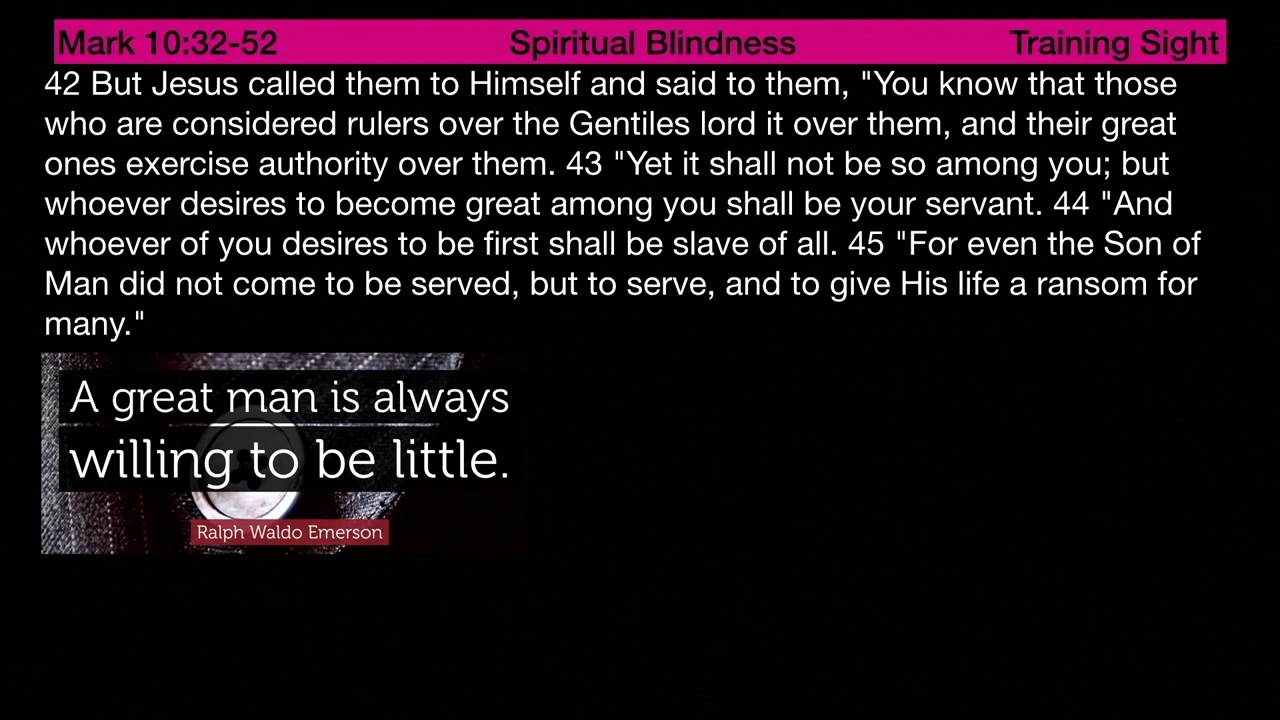 Mark 10:32-52 Spiritual Blindness Training Sight
42 But Jesus called them to Himself and said to them, "You know that those
who are considered rulers over the Gentiles lord it over them, and their great
ones exercise authority over them. 43 "Yet it shall not be so among you; but
whoever desires to become great among you shall be your servant. 44 "And
whoever of you desires to be first shall be slave of all. 45 "For even the Son of
Man did not come to be served, but to serve, and to give His life a ransom for
many."
A great man is always
willing to be little.
Ralph Waldo Emerson